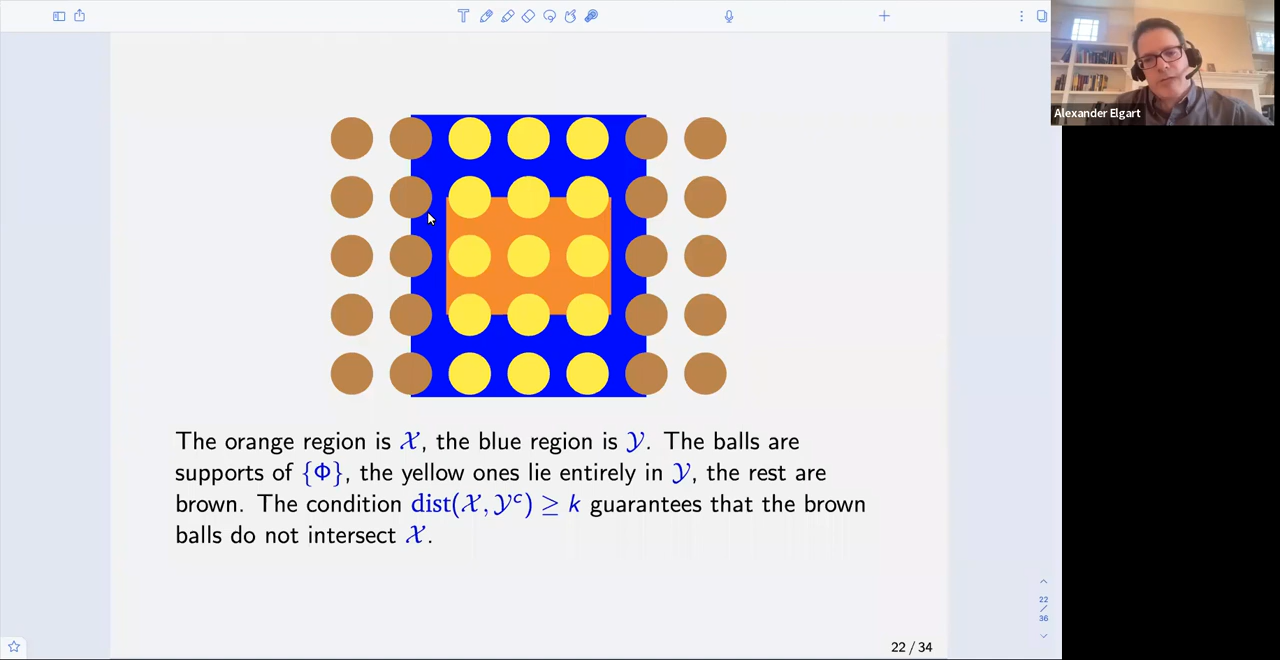 Alexander Elgart
The orange region is 𝒳, the blue region is 𝒴. The balls are
supports of {Φ}, the yellow ones lie entirely in 𝒴, the rest are
brown. The condition dist(𝒳, 𝒴ᶜ) ≥ k guarantees that the brown
balls do not intersect 𝒳.
22
/
36
22 / 34